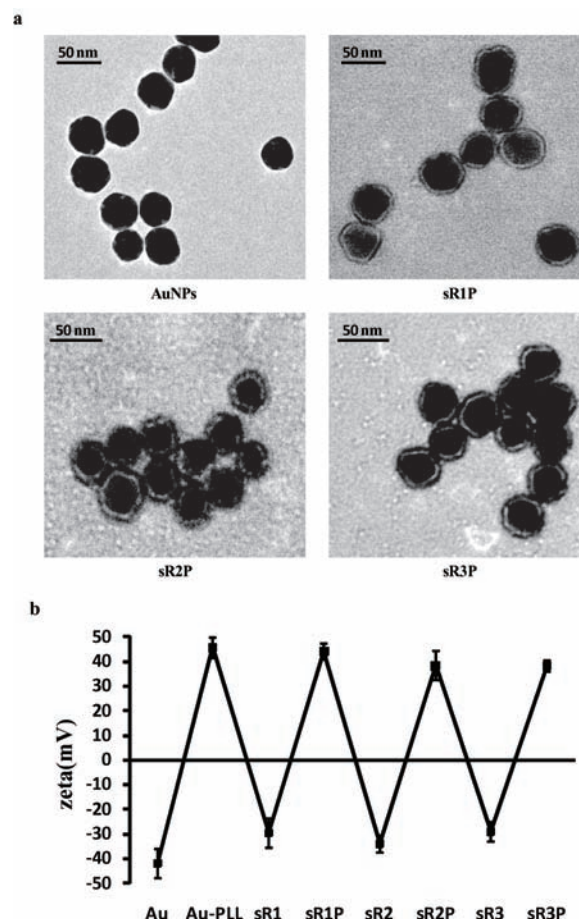 a
50 nm
50 nm
AuNPs
sR1P
50 nm
50 nm
sR2P
sR3P
b
50
40
30
20
10
0
-10
-20
-30
-40
-50
zeta(mV)
Au Au-PLL sR1 sR1P sR2 sR2P sR3 sR3P